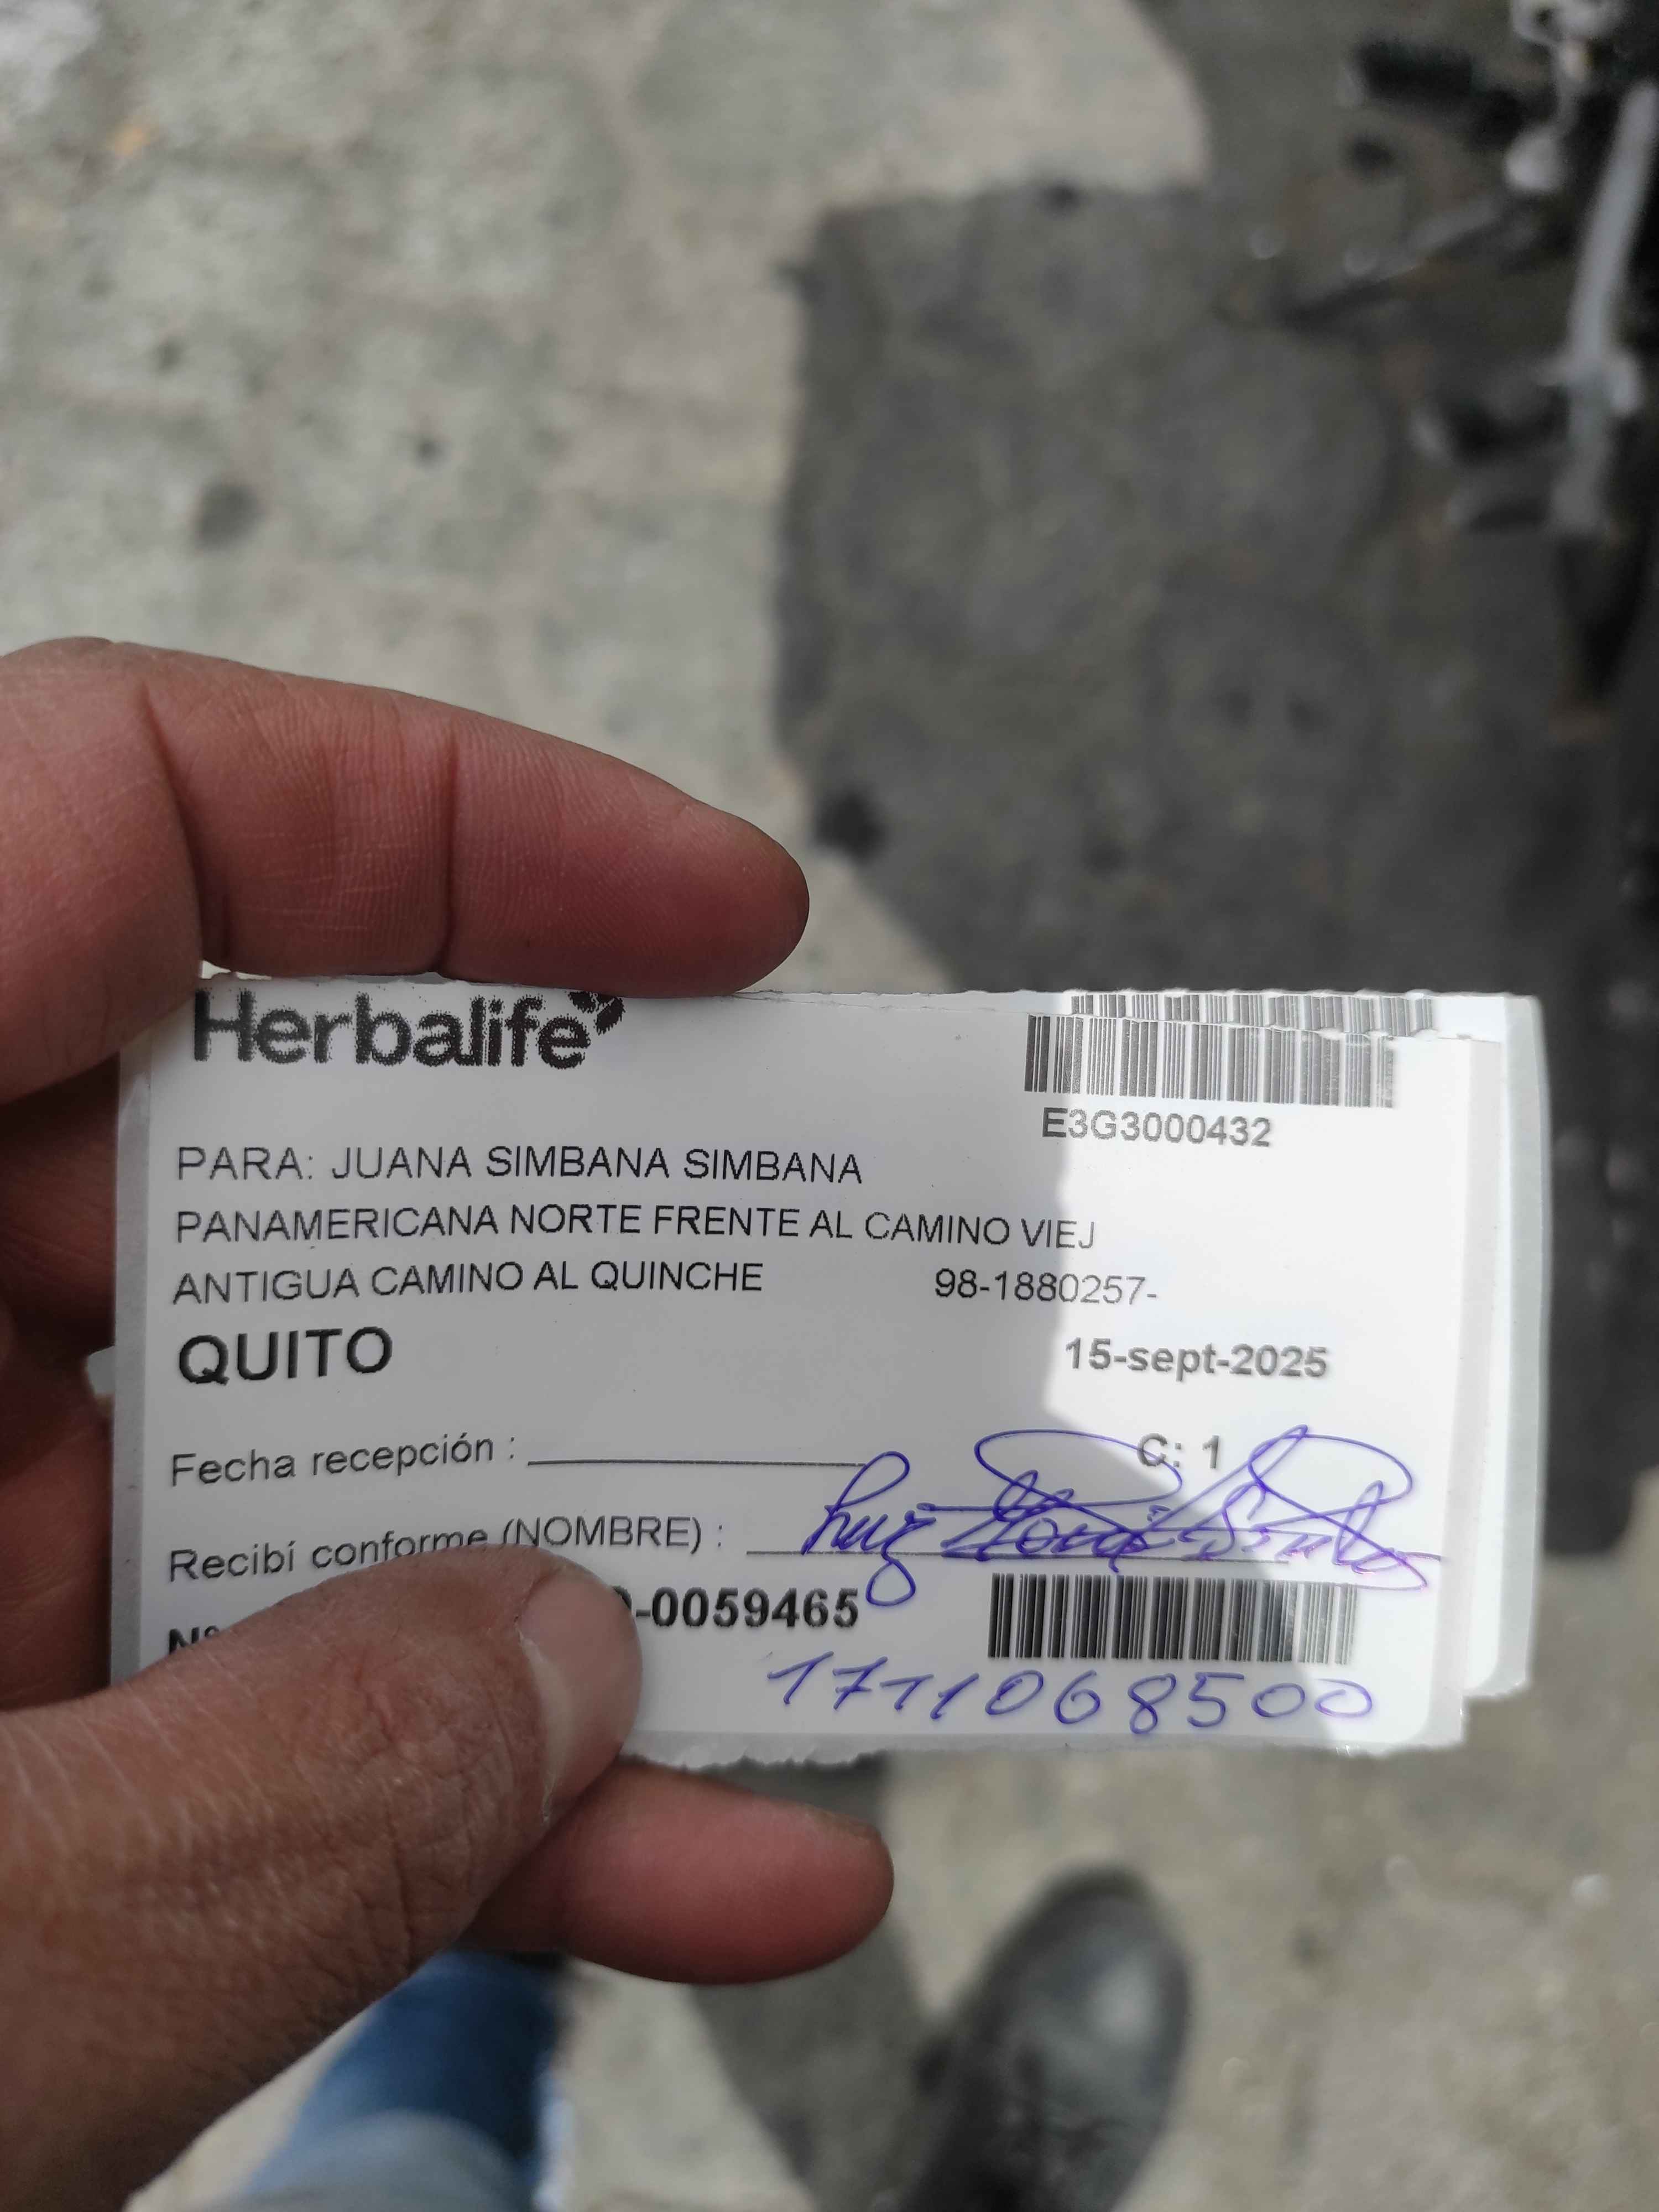 Herbalife
E3G3000432
PARA: JUANA SIMBANA SIMBANA
PANAMERICANA NORTE FRENTE AL CAMINO VIEJ
ANTIGUA CAMINO AL QUINCHE 98-1880257-
QUITO
15-sept-2025
Fecha recepción :
C: 1
Recibí conforme (NOMBRE) :
-0059465
1711068500